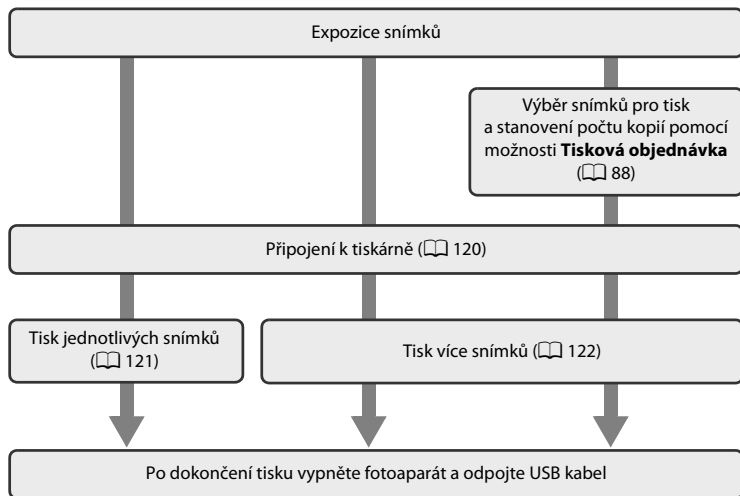 Expozice snímků
Výběr snímků pro tisk
a stanovení počtu kopií pomocí
možnosti Tisková objednávka
(📖 88)
Připojení k tiskárně (📖 120)
Tisk jednotlivých snímků
(📖 121)
Tisk více snímků (📖 122)
Po dokončení tisku vypněte fotoaparát a odpojte USB kabel